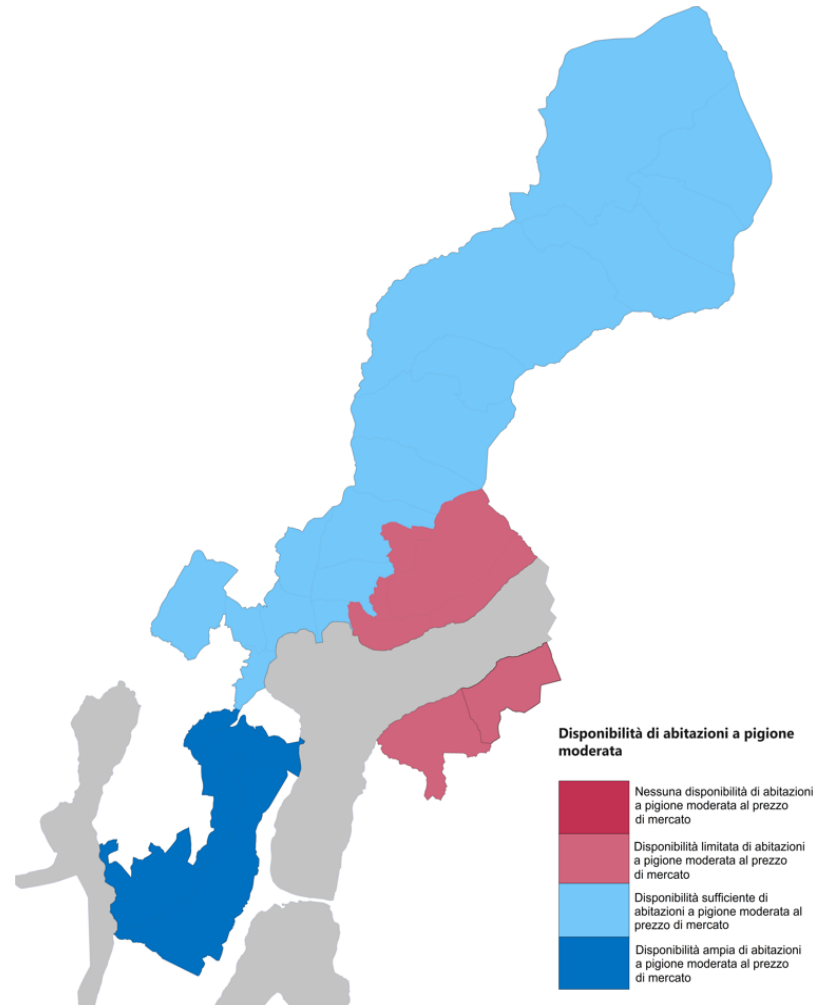 Disponibilità di abitazioni a pigione
moderata
Nessuna disponibilità di abitazioni
a pigione moderata al prezzo
di mercato
Disponibilità limitata di abitazioni
a pigione moderata al prezzo
di mercato
Disponibilità sufficiente di
abitazioni a pigione moderata al
prezzo di mercato
Disponibilità ampia di abitazioni
a pigione moderata al prezzo
di mercato